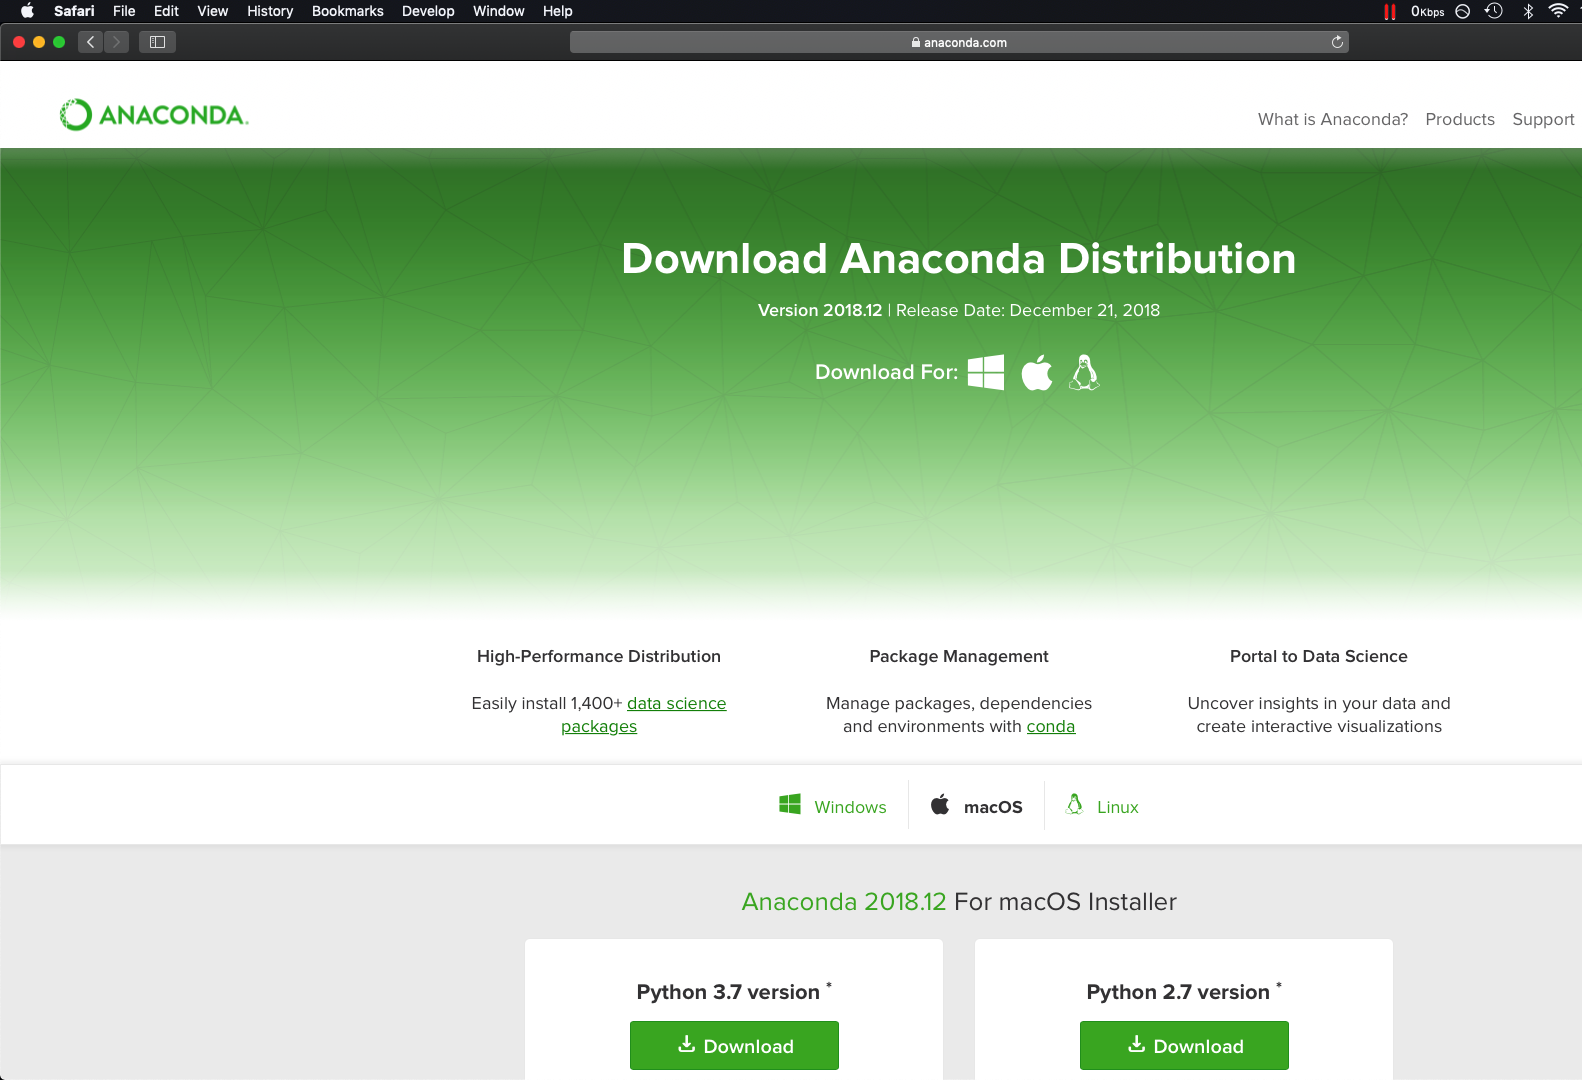 Safari File Edit View History Bookmarks Develop Window Help 0Kbps
anaconda.com
ANACONDA.
What is Anaconda? Products Support
Download Anaconda Distribution
Version 2018.12 | Release Date: December 21, 2018
Download For:
High-Performance Distribution
Easily install 1,400+ data science
packages
Package Management
Manage packages, dependencies
and environments with conda
Portal to Data Science
Uncover insights in your data and
create interactive visualizations
Windows macOS Linux
Anaconda 2018.12 For macOS Installer
Python 3.7 version *
Download
Python 2.7 version *
Download